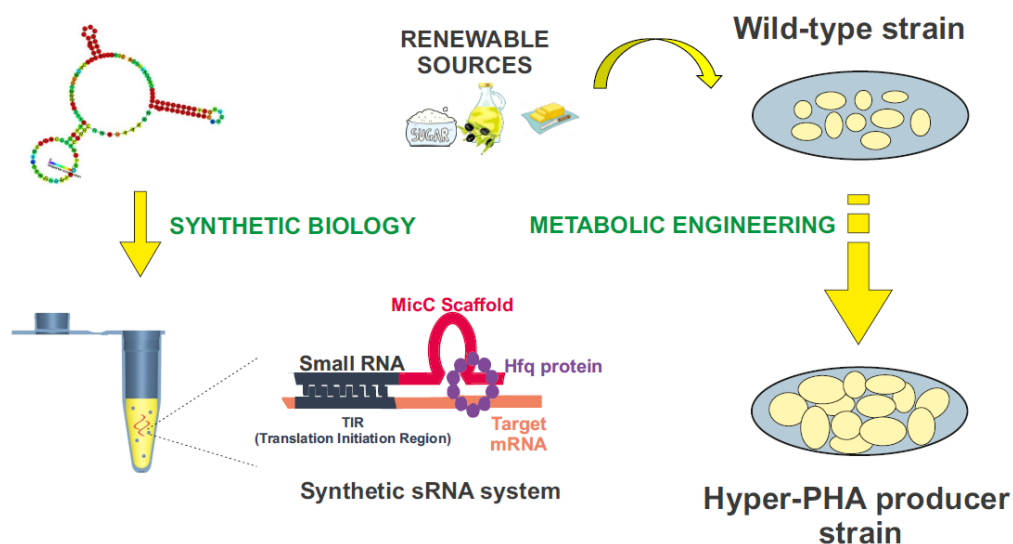 RENEWABLE
SOURCES
SUGAR
Wild-type strain
SYNTHETIC BIOLOGY
METABOLIC ENGINEERING
MicC Scaffold
Small RNA
Hfq protein
TIR
(Translation Initiation Region)
Target
mRNA
Synthetic sRNA system
Hyper-PHA producer
strain